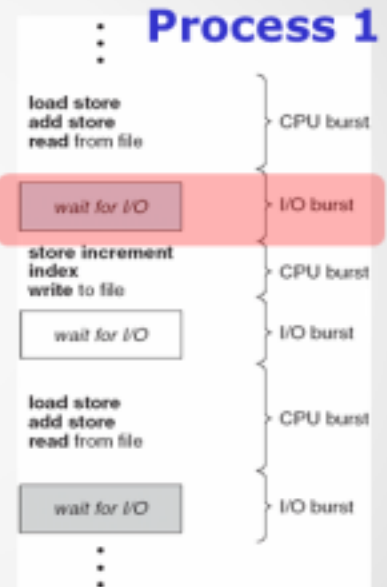 Process 1
load store
add store
read from file
CPU burst
wait for I/O
I/O burst
store increment
index
write to file
CPU burst
wait for I/O
I/O burst
load store
add store
read from file
CPU burst
wait for I/O
I/O burst